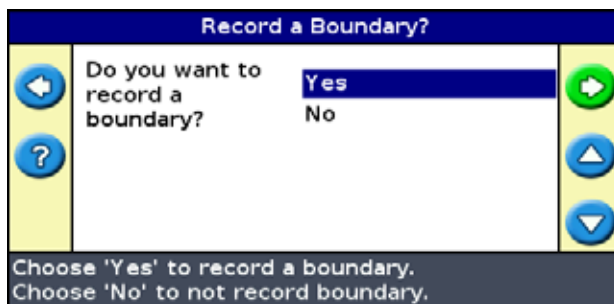 Record a Boundary?
Do you want to
record a
boundary?
Yes
No
?
Choose 'Yes' to record a boundary.
Choose 'No' to not record boundary,